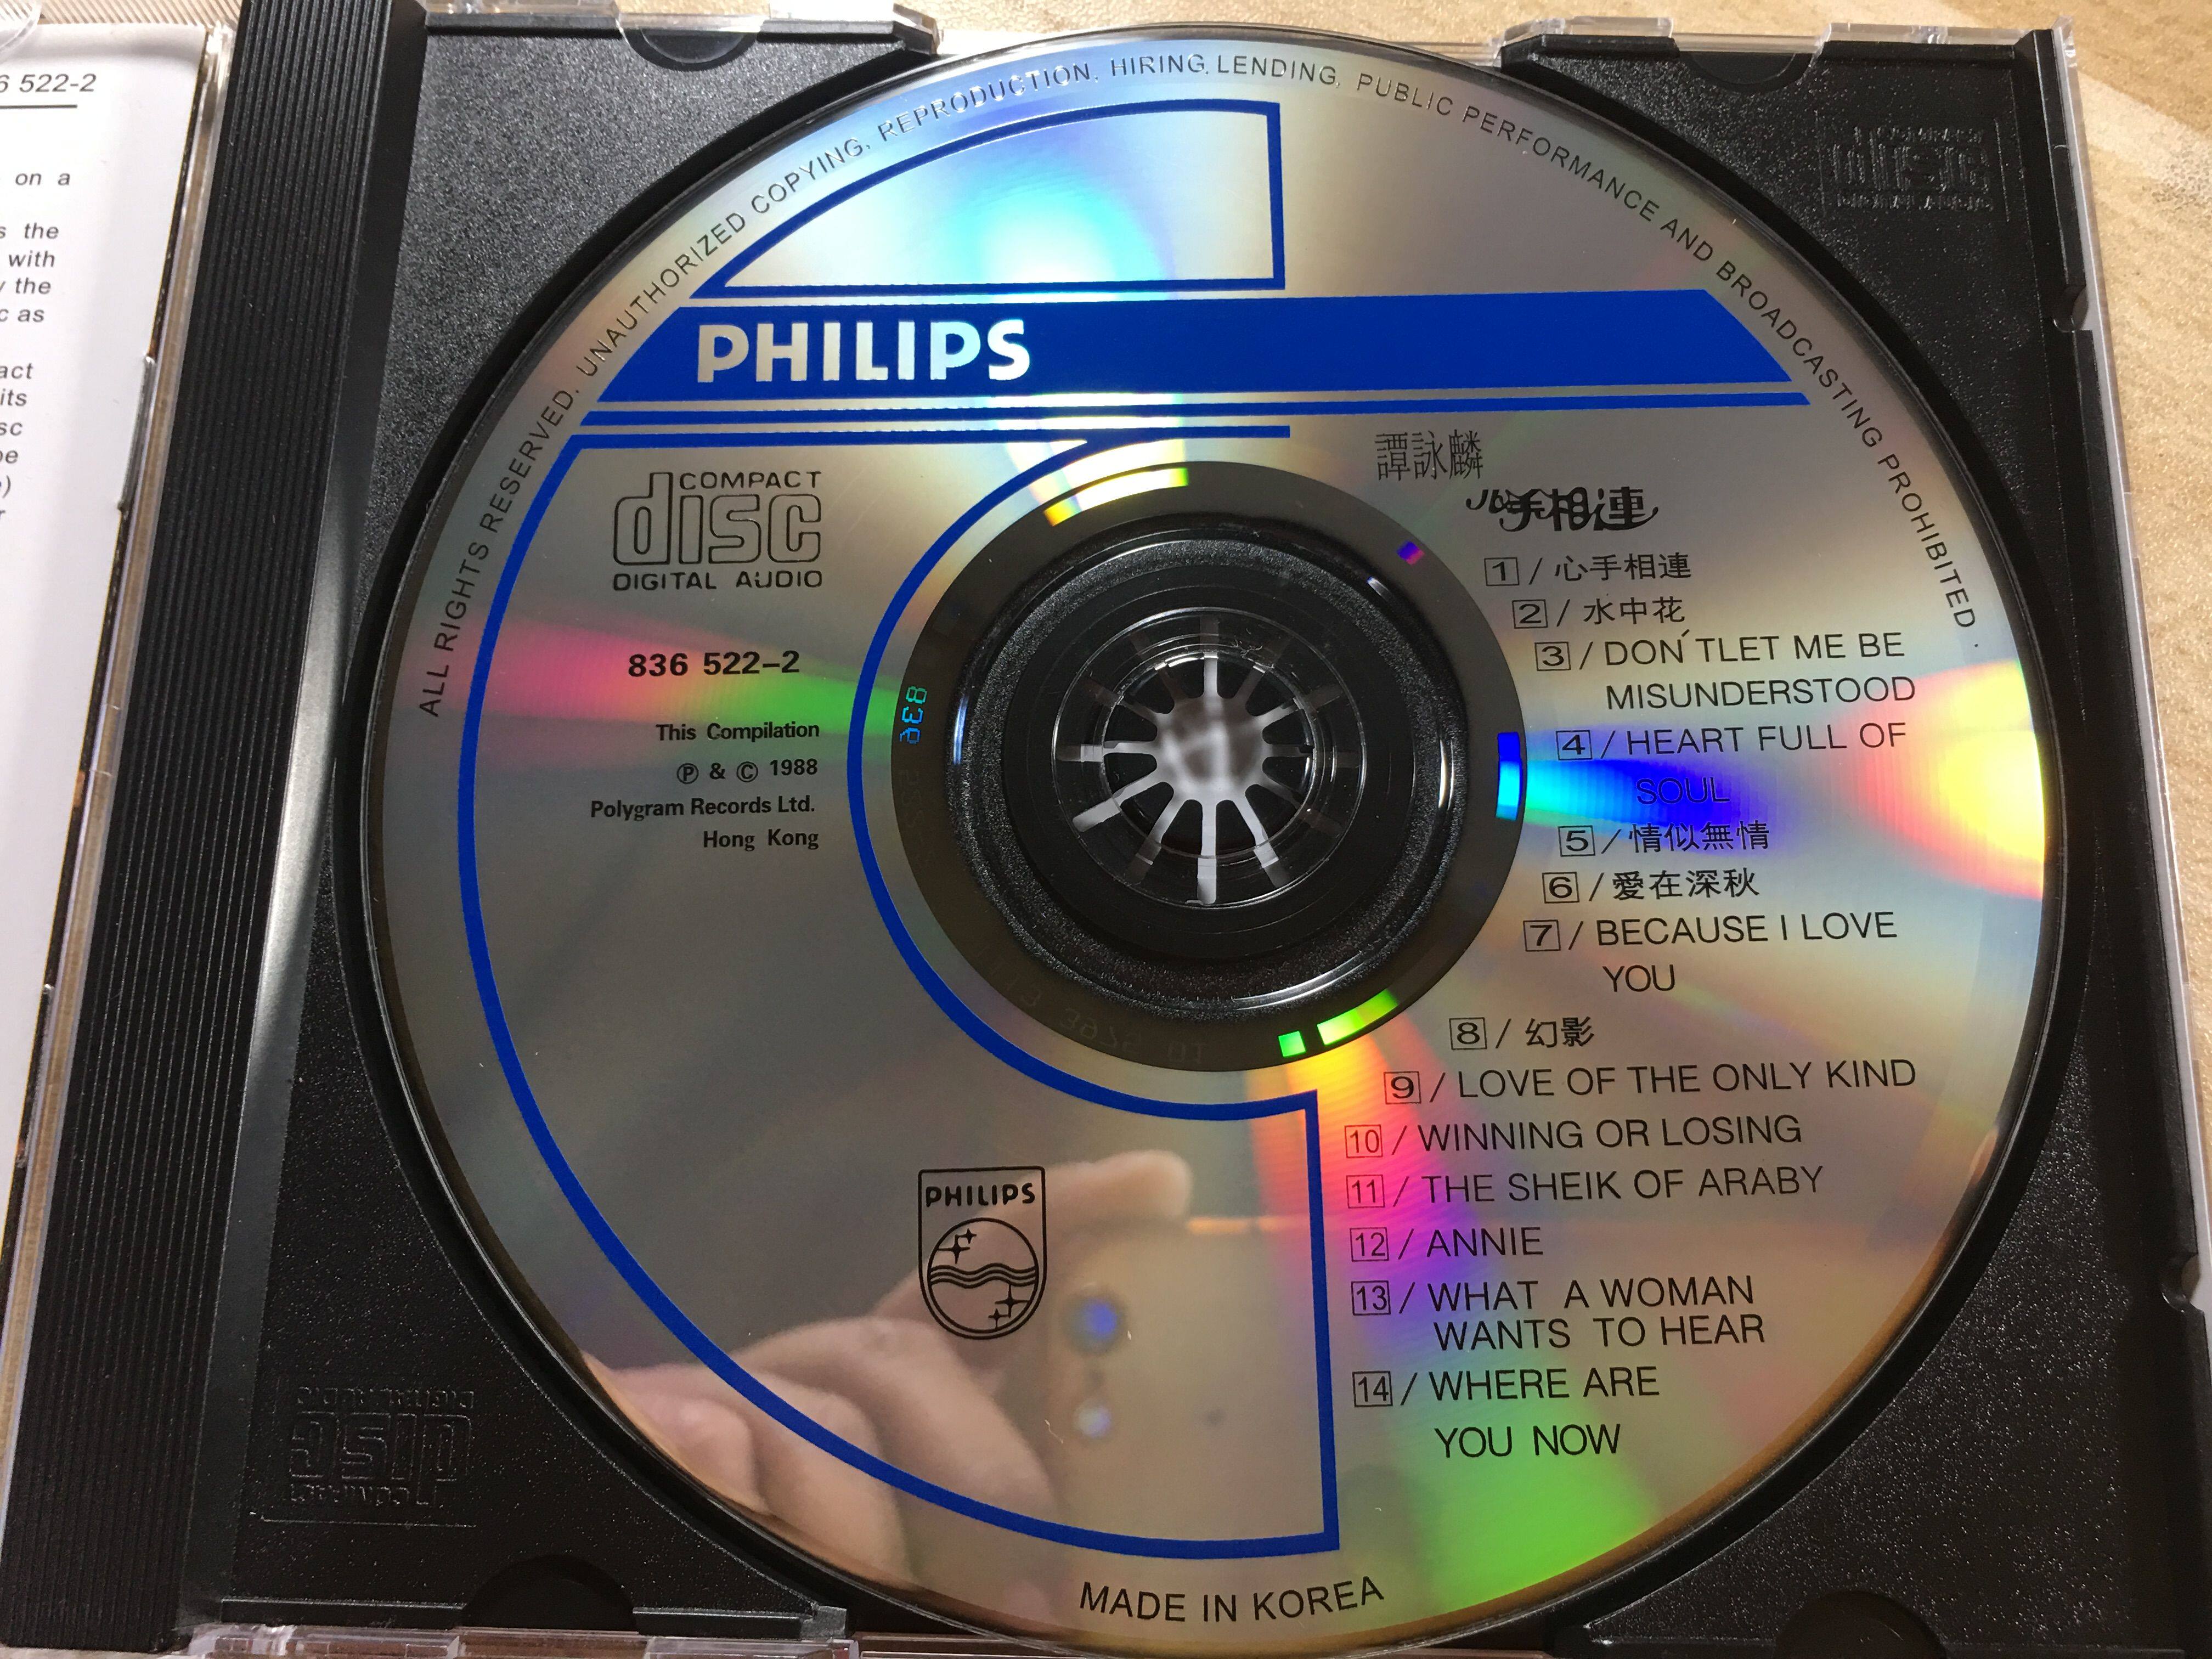 522-2
on a
the
with
the
as
its
ALL RIGHTS RESERVED. UNAUTHORIZED COPYING, REPRODUCTION, HIRING, LENDING, PUBLIC PERFORMANCE AND BROADCASTING PROHIBITED.
PHILIPS
COMPACT
disc
DIGITAL AUDIO
836 522-2
This Compilation
Ⓟ & © 1988
Polygram Records Ltd.
Hong Kong
譚詠麟
心手相連
1 / 心手相連
2 / 水中花
3 / DON´TLET ME BE
MISUNDERSTOOD
4 / HEART FULL OF
SOUL
5 / 情似無情
6 / 愛在深秋
7 / BECAUSE I LOVE
YOU
8 / 幻影
9 / LOVE OF THE ONLY KIND
10 / WINNING OR LOSING
11 / THE SHEIK OF ARABY
12 / ANNIE
13 / WHAT A WOMAN
WANTS TO HEAR
14 / WHERE ARE
YOU NOW
PHILIPS
MADE IN KOREA